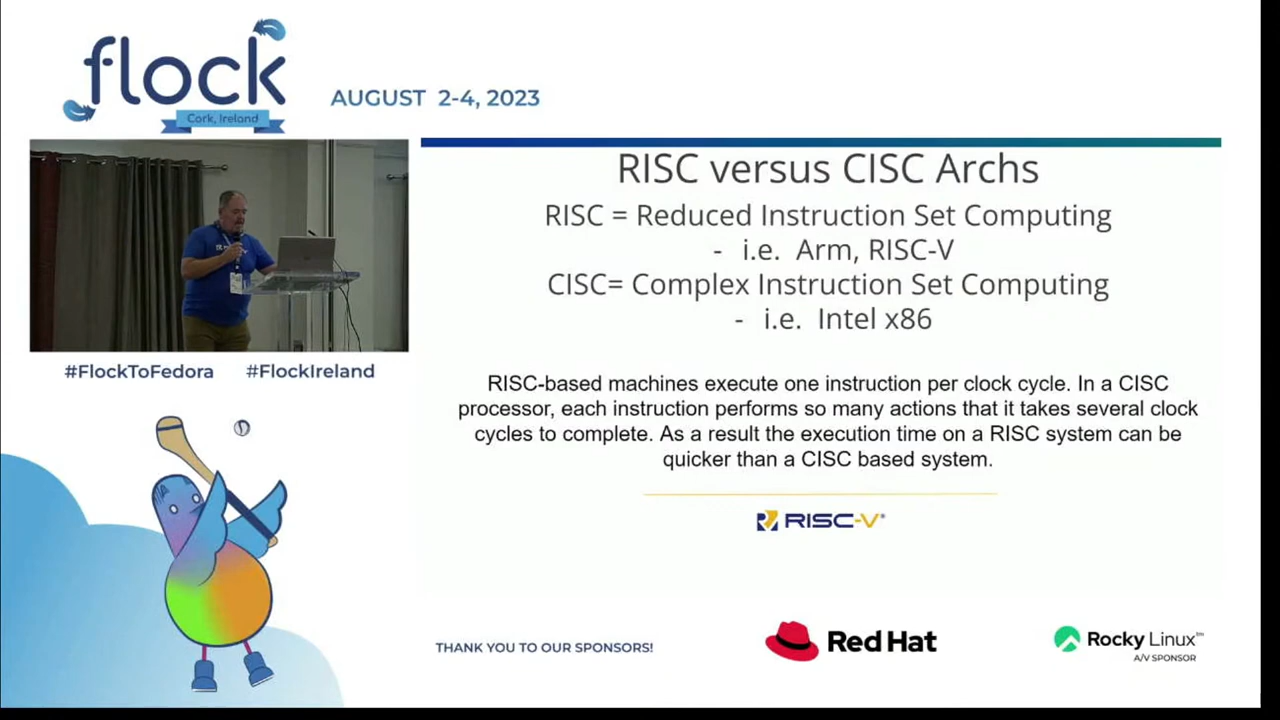 flock
Cork, Ireland
AUGUST 2-4, 2023
#FlockToFedora #FlockIreland
RISC versus CISC Archs
RISC = Reduced Instruction Set Computing
- i.e. Arm, RISC-V
CISC= Complex Instruction Set Computing
- i.e. Intel x86
RISC-based machines execute one instruction per clock cycle. In a CISC
processor, each instruction performs so many actions that it takes several clock
cycles to complete. As a result the execution time on a RISC system can be
quicker than a CISC based system.
RISC-V®
THANK YOU TO OUR SPONSORS!
Red Hat
Rocky Linux™
A/V SPONSOR